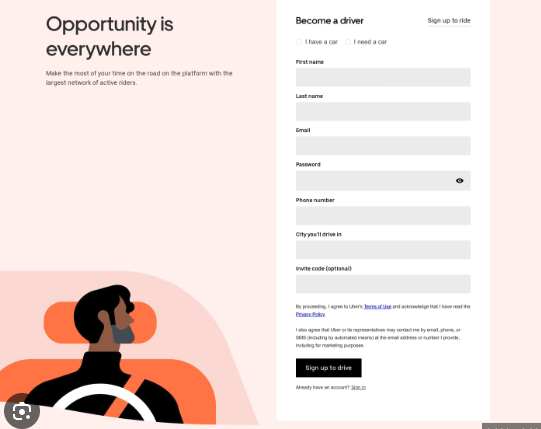 Opportunity is
everywhere
Make the most of your time on the road on the platform with the
largest network of active riders.
Become a driver
Sign up to ride
I have a car
I need a car
First name
Last name
Email
Password
Phone number
City you'll drive in
Invite code (optional)
By proceeding, I agree to Uber's Terms of Use and acknowledge that I have read the
Privacy Policy.
I also agree that Uber or its representatives may contact me by email, phone, or
SMS (including by automated means) at the email address or number I provide,
including for marketing purposes.
Sign up to drive
Already have an account? Sign in